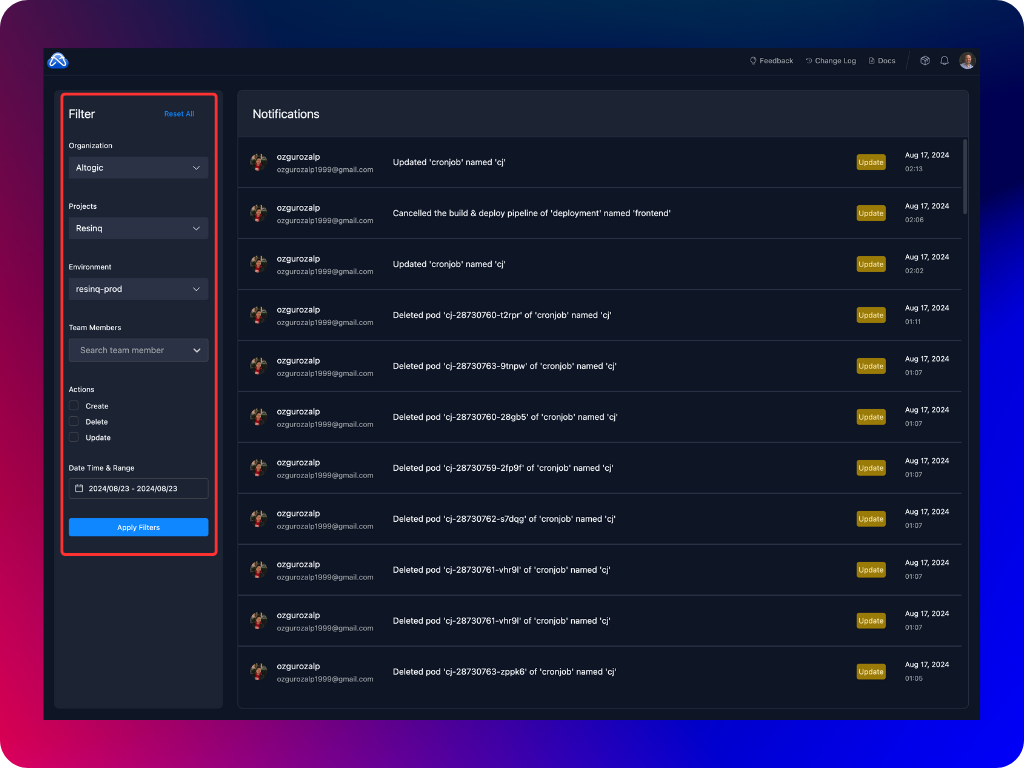 Feedback
Change Log
Docs
Filter
Reset All
Organization
Altogic
Projects
Resinq
Environment
resinq-prod
Team Members
Search team member
Actions
Create
Delete
Update
Date Time & Range
2024/08/23 - 2024/08/23
Apply Filters
Notifications
ozgurozalp
ozgurozalp1999@gmail.com
Updated 'cronjob' named 'cj'
Update
Aug 17, 2024
02:13
ozgurozalp
ozgurozalp1999@gmail.com
Cancelled the build & deploy pipeline of 'deployment' named 'frontend'
Update
Aug 17, 2024
02:06
ozgurozalp
ozgurozalp1999@gmail.com
Updated 'cronjob' named 'cj'
Update
Aug 17, 2024
02:02
ozgurozalp
ozgurozalp1999@gmail.com
Deleted pod 'cj-28730760-t2rpr' of 'cronjob' named 'cj'
Update
Aug 17, 2024
01:11
ozgurozalp
ozgurozalp1999@gmail.com
Deleted pod 'cj-28730763-9tnpw' of 'cronjob' named 'cj'
Update
Aug 17, 2024
01:07
ozgurozalp
ozgurozalp1999@gmail.com
Deleted pod 'cj-28730760-28gb5' of 'cronjob' named 'cj'
Update
Aug 17, 2024
01:07
ozgurozalp
ozgurozalp1999@gmail.com
Deleted pod 'cj-28730759-2fp9f' of 'cronjob' named 'cj'
Update
Aug 17, 2024
01:07
ozgurozalp
ozgurozalp1999@gmail.com
Deleted pod 'cj-28730762-s7dqg' of 'cronjob' named 'cj'
Update
Aug 17, 2024
01:07
ozgurozalp
ozgurozalp1999@gmail.com
Deleted pod 'cj-28730761-vhr9l' of 'cronjob' named 'cj'
Update
Aug 17, 2024
01:07
ozgurozalp
ozgurozalp1999@gmail.com
Deleted pod 'cj-28730761-vhr9l' of 'cronjob' named 'cj'
Update
Aug 17, 2024
01:07
ozgurozalp
ozgurozalp1999@gmail.com
Deleted pod 'cj-28730763-zppk6' of 'cronjob' named 'cj'
Update
Aug 17, 2024
01:05